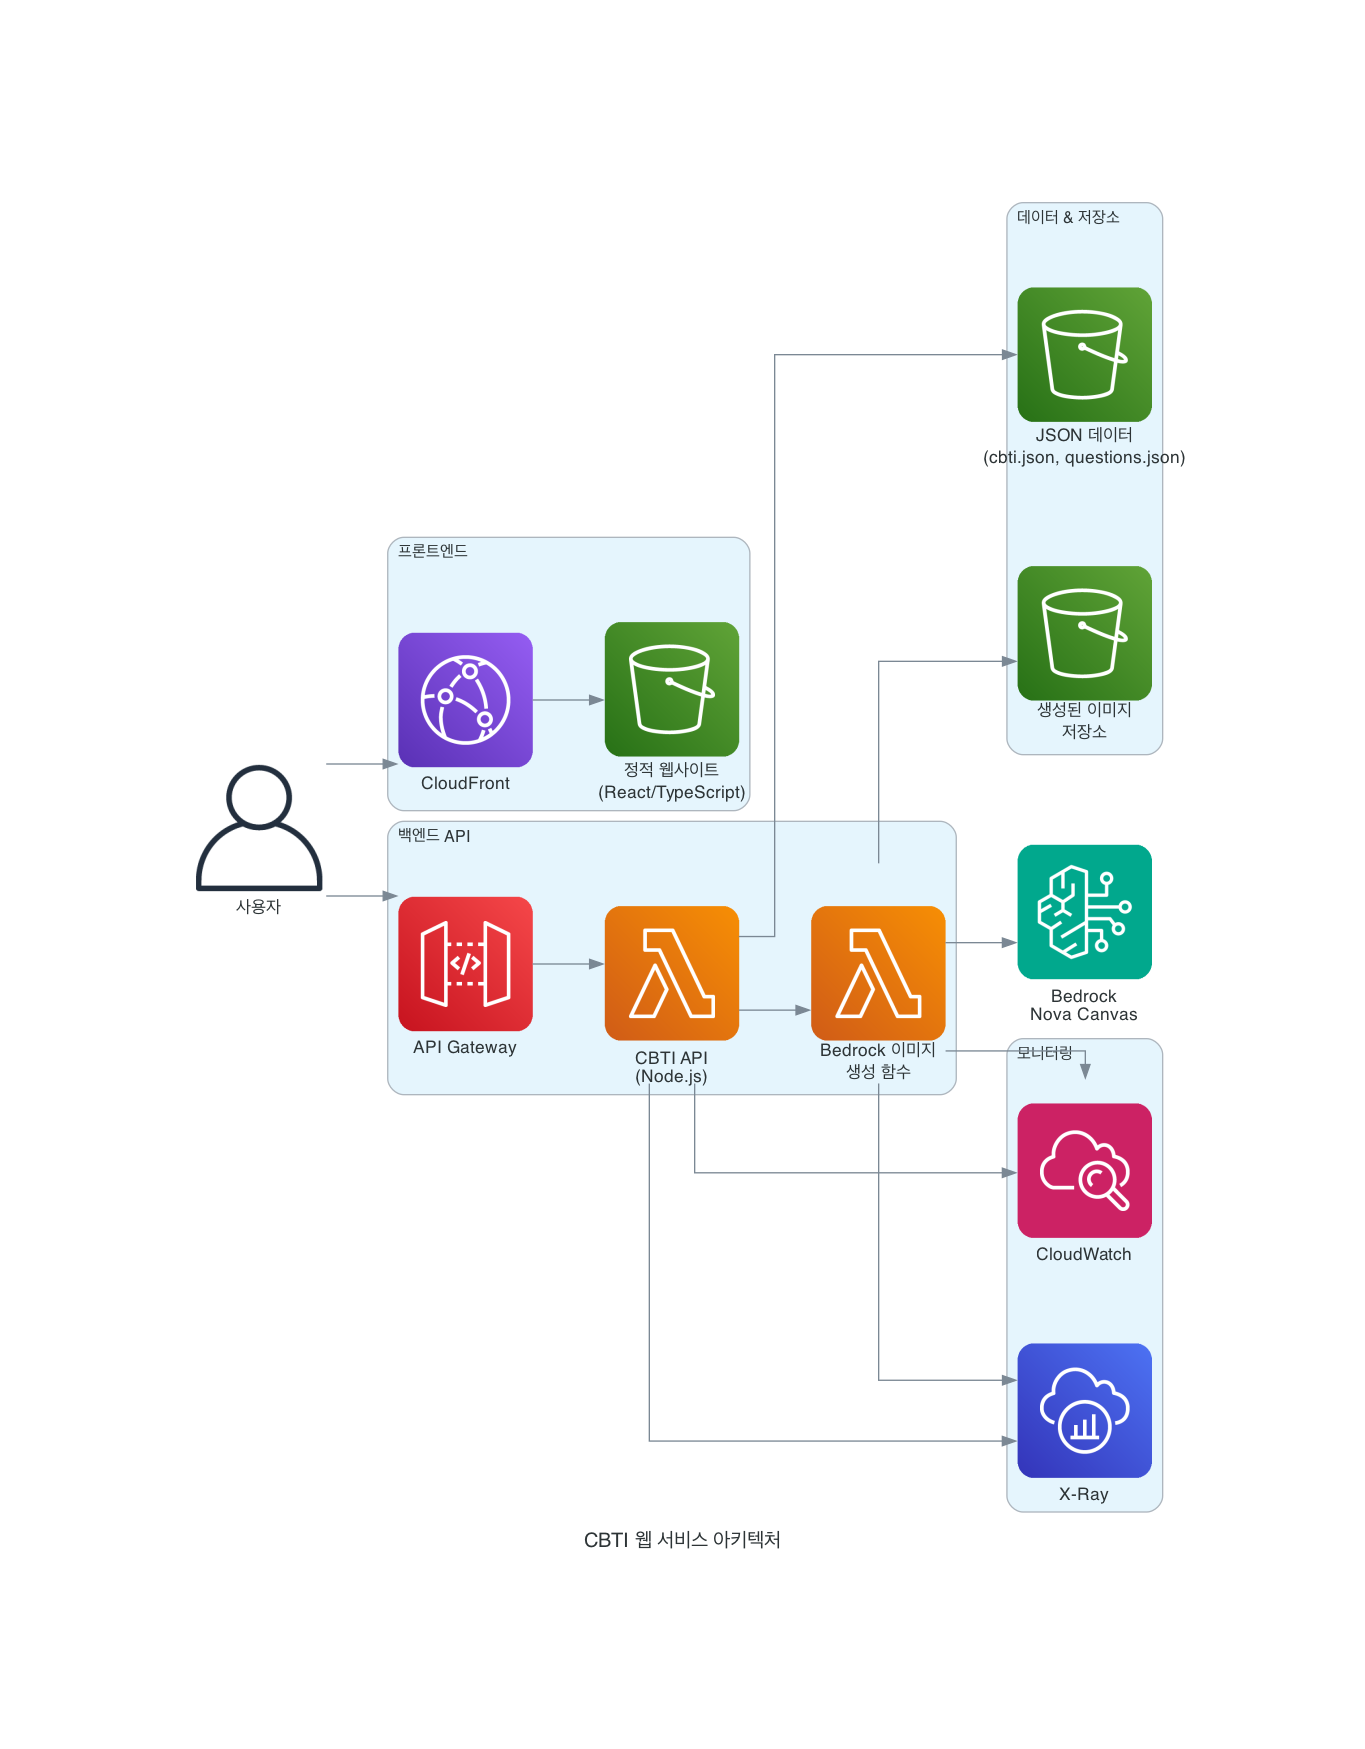 데이터 & 저장소
JSON 데이터
(cbti.json, questions.json)
생성된 이미지
저장소
프론트엔드
CloudFront
정적 웹사이트
(React/TypeScript)
사용자
백엔드 API
API Gateway
CBTI API
(Node.js)
Bedrock 이미지
생성 함수
Bedrock
Nova Canvas
모니터링
CloudWatch
X-Ray
CBTI 웹 서비스 아키텍처